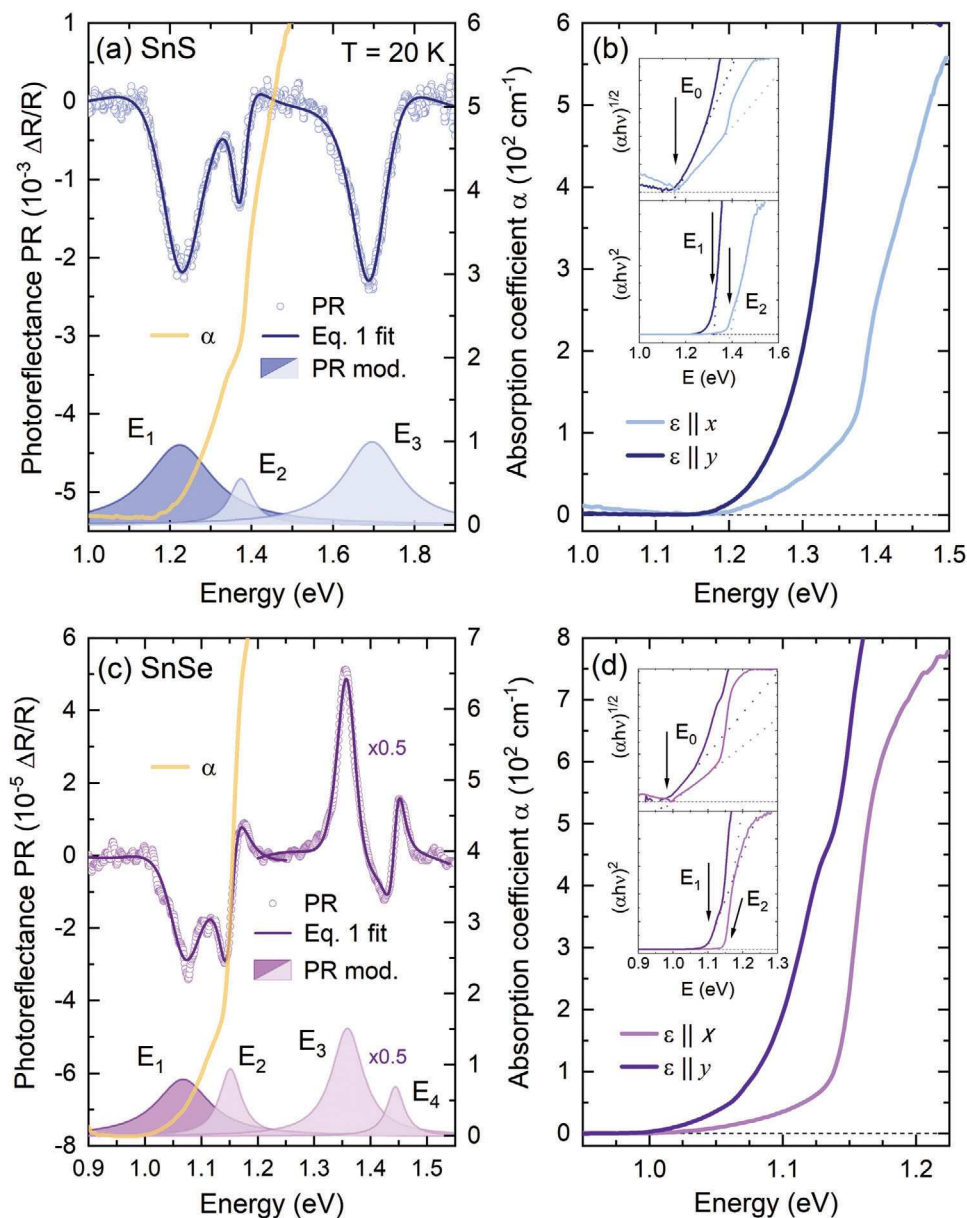 (a) SnS
T = 20 K
Photoreflectance PR (10⁻³ ΔR/R)
1
0
-1
-2
-3
-4
-5
PR
α
Eq. 1 fit
PR mod.
E₁
E₂
E₃
6
5
4
3
2
1
0
1.0 1.2 1.4 1.6 1.8
Energy (eV)
Absorption coefficient α (10² cm⁻¹)
(b)
6
5
4
3
2
1
0
(αhν)^1/2
E₀
(αhν)²
E₁
E₂
1.0 1.2 1.4 1.6
E (eV)
ε || x
ε || y
1.0 1.1 1.2 1.3 1.4 1.5
Energy (eV)
(c) SnSe
Photoreflectance PR (10⁻⁵ ΔR/R)
6
4
2
0
-2
-4
-6
-8
α
x0.5
PR
Eq. 1 fit
PR mod.
E₁
E₂
E₃
x0.5
E₄
7
6
5
4
3
2
1
0
0.9 1.0 1.1 1.2 1.3 1.4 1.5
Energy (eV)
Absorption coefficient α (10² cm⁻¹)
(d)
8
7
6
5
4
3
2
1
0
(αhν)^1/2
E₀
(αhν)²
E₁
E₂
0.9 1.0 1.1 1.2 1.3
E (eV)
ε || x
ε || y
1.0 1.1 1.2
Energy (eV)